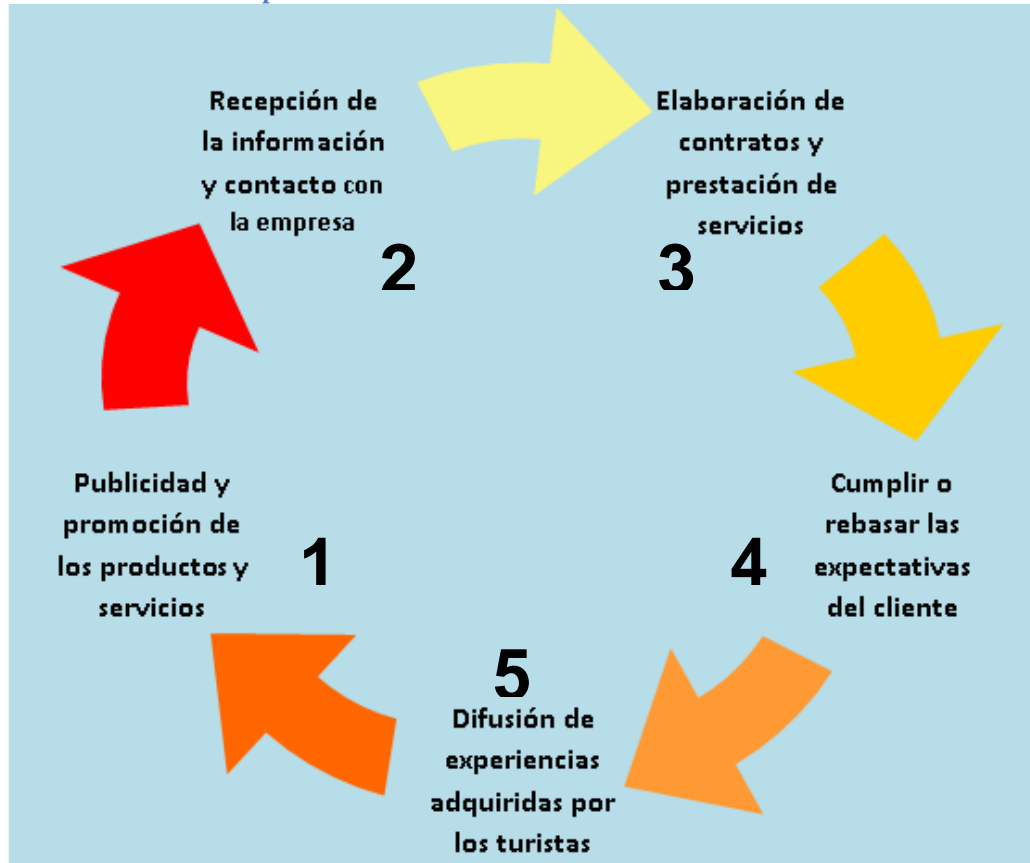 Recepción de
la información
y contacto con
la empresa
2
Elaboración de
contratos y
prestación de
servicios
3
Cumplir o
rebasar las
expectativas
del cliente
4
5
Difusión de
experiencias
adquiridas por
los turistas
Publicidad y
promoción de
los productos y
servicios
1